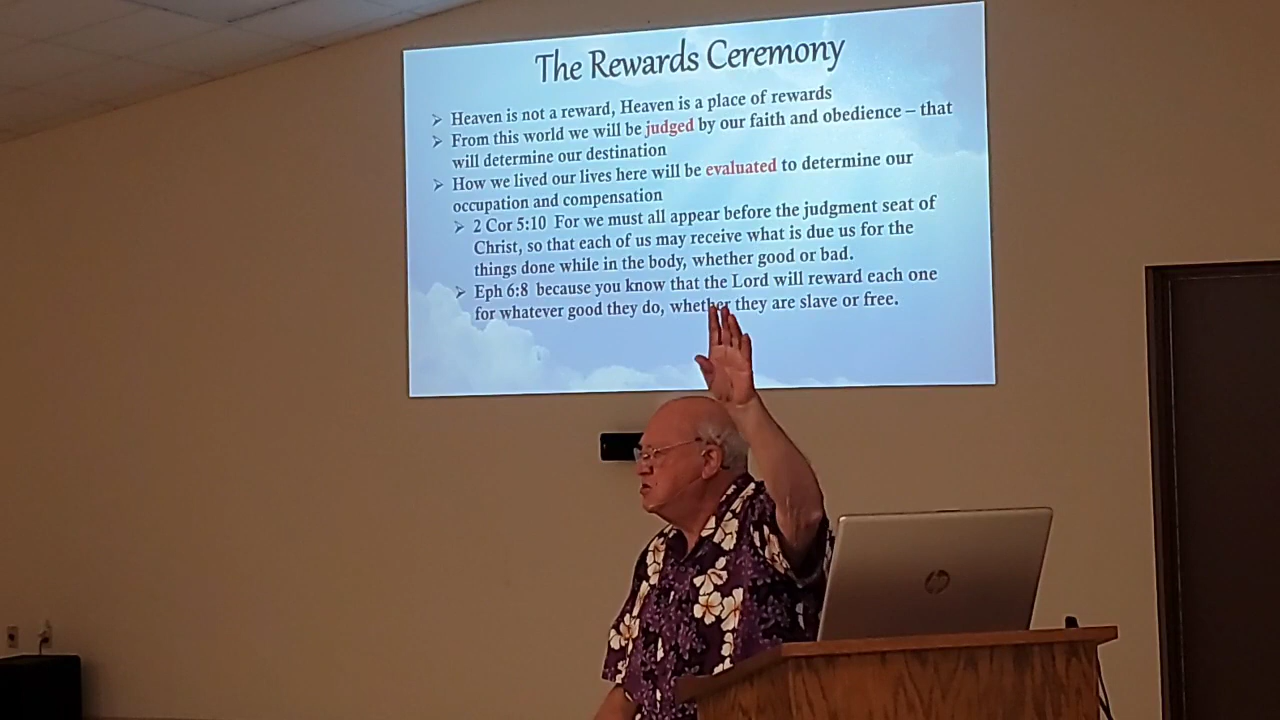 The Rewards Ceremony
➢ Heaven is not a reward, Heaven is a place of rewards
➢ From this world we will be judged by our faith and obedience – that
will determine our destination
➢ How we lived our lives here will be evaluated to determine our
occupation and compensation
➢ 2 Cor 5:10 For we must all appear before the judgment seat of
Christ, so that each of us may receive what is due us for the
things done while in the body, whether good or bad.
➢ Eph 6:8 because you know that the Lord will reward each one
for whatever good they do, whether they are slave or free.
hp